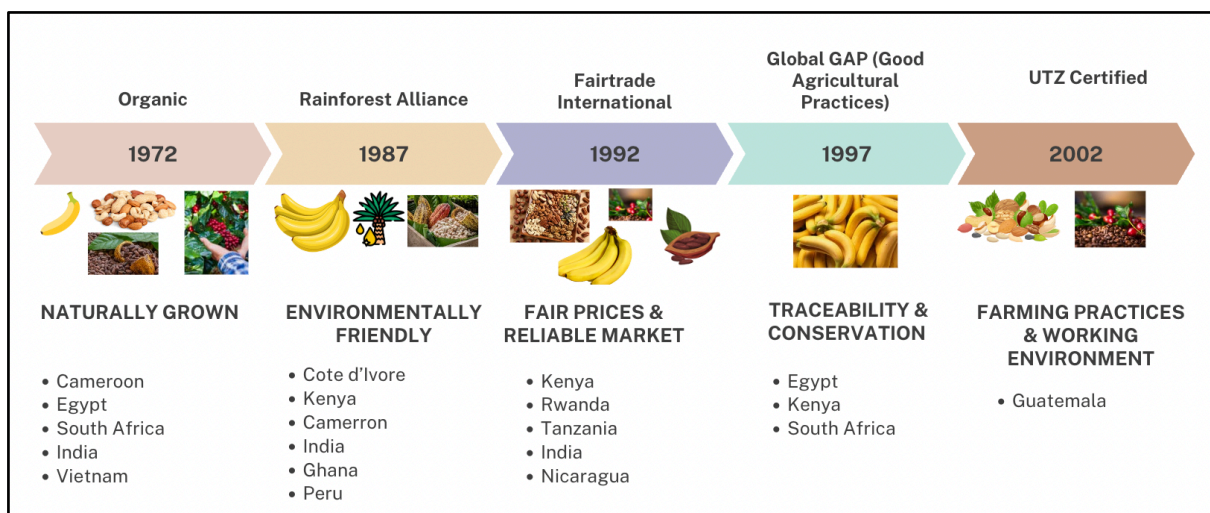 Organic
Rainforest Alliance
Fairtrade
International
Global GAP (Good
Agricultural
Practices)
UTZ Certified
1972
1987
1992
1997
2002
NATURALLY GROWN
ENVIRONMENTALLY
FRIENDLY
FAIR PRICES &
RELIABLE MARKET
TRACEABILITY &
CONSERVATION
FARMING PRACTICES
& WORKING
ENVIRONMENT
• Cameroon
• Egypt
• South Africa
• India
• Vietnam
• Cote d’Ivore
• Kenya
• Camerron
• India
• Ghana
• Peru
• Kenya
• Rwanda
• Tanzania
• India
• Nicaragua
• Egypt
• Kenya
• South Africa
• Guatemala